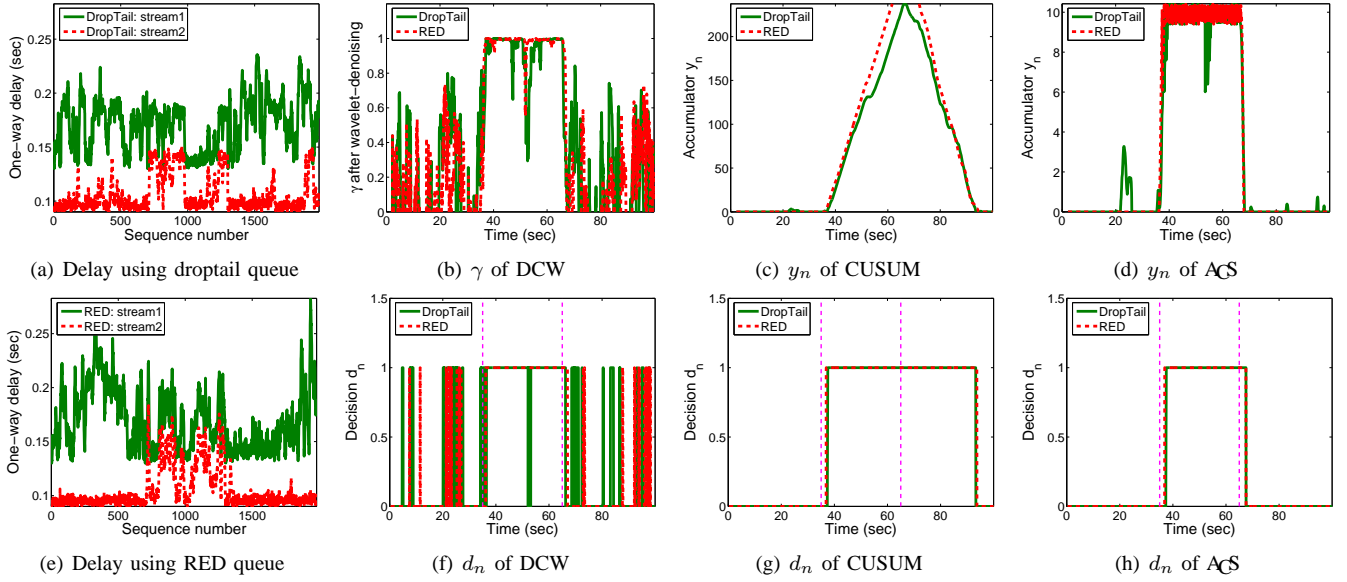 DropTail: stream1
DropTail: stream2
One−way delay (sec)
0.25
0.2
0.15
0.1
0 500 1000 1500
Sequence number
(a) Delay using droptail queue
DropTail
RED
γ after wavelet−denoising
1
0.8
0.6
0.4
0.2
0
0 20 40 60 80
Time (sec)
(b) γ of DCW
DropTail
RED
Accumulator y_n
200
150
100
50
0
0 20 40 60 80
Time (sec)
(c) y_n of CUSUM
DropTail
RED
Accumulator y_n
10
8
6
4
2
0
0 20 40 60 80
Time (sec)
(d) y_n of ACS
RED: stream1
RED: stream2
One−way delay (sec)
0.25
0.2
0.15
0.1
0 500 1000 1500
Sequence number
(e) Delay using RED queue
DropTail
RED
Decision d_n
1.5
1
0.5
0
0 20 40 60 80
Time (sec)
(f) d_n of DCW
DropTail
RED
Decision d_n
1.5
1
0.5
0
0 20 40 60 80
Time (sec)
(g) d_n of CUSUM
DropTail
RED
Decision d_n
1.5
1
0.5
0
0 20 40 60 80
Time (sec)
(h) d_n of ACS